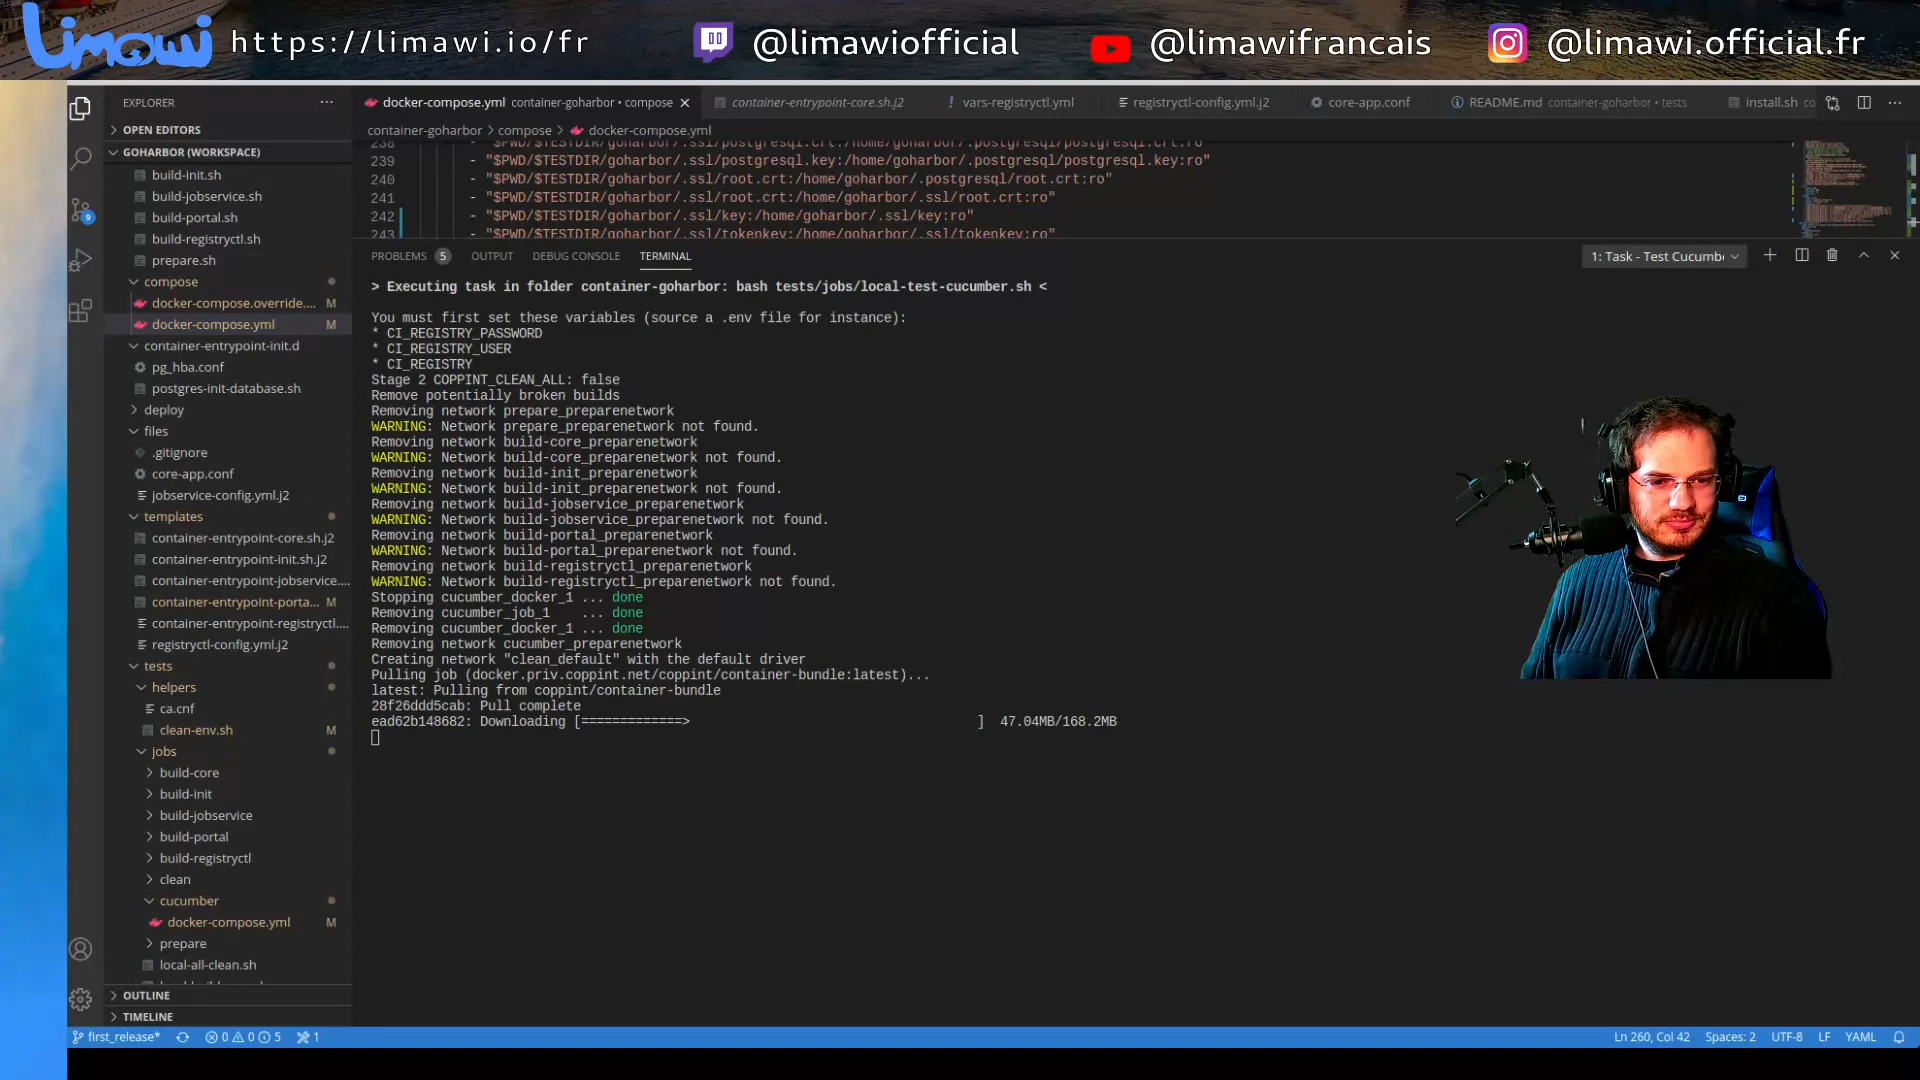 Limawi https://limawi.io/fr @limawiofficial @limawifrancais @limawi.official.fr
EXPLORER
OPEN EDITORS
GOHARBOR (WORKSPACE)
build-init.sh
build-jobservice.sh
build-portal.sh
build-registryctl.sh
prepare.sh
compose
docker-compose.override.... M
docker-compose.yml M
container-entrypoint-init.d
pg_hba.conf
postgres-init-database.sh
deploy
files
.gitignore
core-app.conf
jobservice-config.yml.j2
templates
container-entrypoint-core.sh.j2
container-entrypoint-init.sh.j2
container-entrypoint-jobservice....
container-entrypoint-porta... M
container-entrypoint-registryctl....
registryctl-config.yml.j2
tests
helpers
ca.cnf
clean-env.sh M
jobs
build-core
build-init
build-jobservice
build-portal
build-registryctl
clean
cucumber
docker-compose.yml M
prepare
local-all-clean.sh
OUTLINE
TIMELINE
9
docker-compose.yml container-goharbor • compose container-entrypoint-core.sh.j2 ! vars-registryctl.yml registryctl-config.yml.j2 core-app.conf README.md container-goharbor • tests install.sh co
container-goharbor > compose > docker-compose.yml
238 - "$PWD/$TESTDIR/goharbor/.ssl/postgresql.crt:/home/goharbor/.postgresql/postgresql.crt:ro"
239 - "$PWD/$TESTDIR/goharbor/.ssl/postgresql.key:/home/goharbor/.postgresql/postgresql.key:ro"
240 - "$PWD/$TESTDIR/goharbor/.ssl/root.crt:/home/goharbor/.postgresql/root.crt:ro"
241 - "$PWD/$TESTDIR/goharbor/.ssl/root.crt:/home/goharbor/.ssl/root.crt:ro"
242 - "$PWD/$TESTDIR/goharbor/.ssl/key:/home/goharbor/.ssl/key:ro"
243 - "$PWD/$TESTDIR/goharbor/.ssl/tokenkey:/home/goharbor/.ssl/tokenkey:ro"
PROBLEMS 5 OUTPUT DEBUG CONSOLE TERMINAL 1: Task - Test Cucumb
> Executing task in folder container-goharbor: bash tests/jobs/local-test-cucumber.sh <
You must first set these variables (source a .env file for instance):
* CI_REGISTRY_PASSWORD
* CI_REGISTRY_USER
* CI_REGISTRY
Stage 2 COPPINT_CLEAN_ALL: false
Remove potentially broken builds
Removing network prepare_preparenetwork
WARNING: Network prepare_preparenetwork not found.
Removing network build-core_preparenetwork
WARNING: Network build-core_preparenetwork not found.
Removing network build-init_preparenetwork
WARNING: Network build-init_preparenetwork not found.
Removing network build-jobservice_preparenetwork
WARNING: Network build-jobservice_preparenetwork not found.
Removing network build-portal_preparenetwork
WARNING: Network build-portal_preparenetwork not found.
Removing network build-registryctl_preparenetwork
WARNING: Network build-registryctl_preparenetwork not found.
Stopping cucumber_docker_1 ... done
Removing cucumber_job_1 ... done
Removing cucumber_docker_1 ... done
Removing network cucumber_preparenetwork
Creating network "clean_default" with the default driver
Pulling job (docker.priv.coppint.net/coppint/container-bundle:latest)...
latest: Pulling from coppint/container-bundle
28f26ddd5cab: Pull complete
ead62b148682: Downloading [=============> ] 47.04MB/168.2MB
first_release* 0 0 5 1 Ln 260, Col 42 Spaces: 2 UTF-8 LF YAML